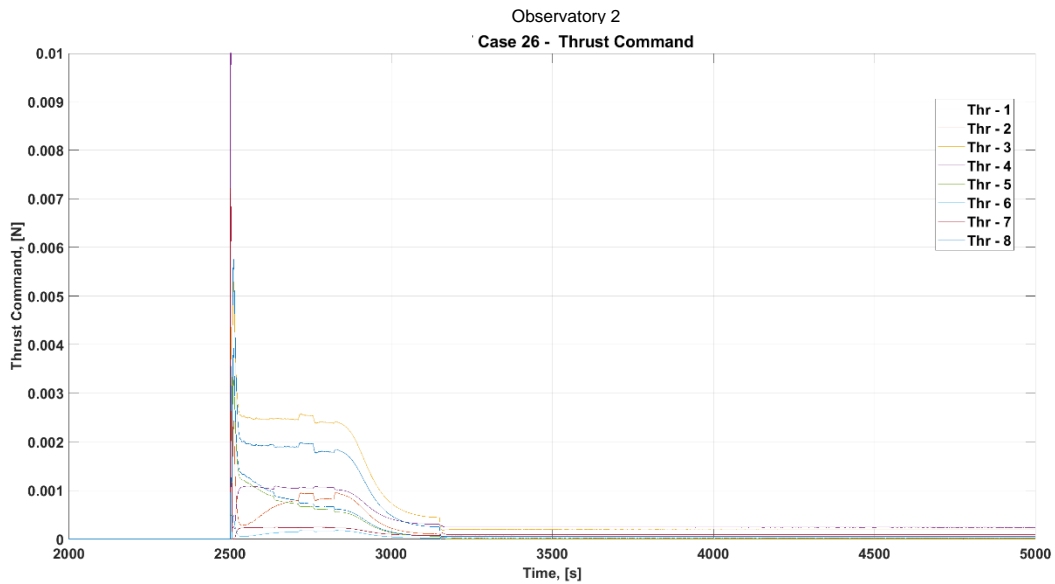 Observatory 2
' Case 26 - Thrust Command
0.01
0.009
0.008
0.007
0.006
0.005
0.004
0.003
0.002
0.001
0
Thrust Command, [N]
Thr - 1
Thr - 2
Thr - 3
Thr - 4
Thr - 5
Thr - 6
Thr - 7
Thr - 8
2000 2500 3000 3500 4000 4500 5000
Time, [s]